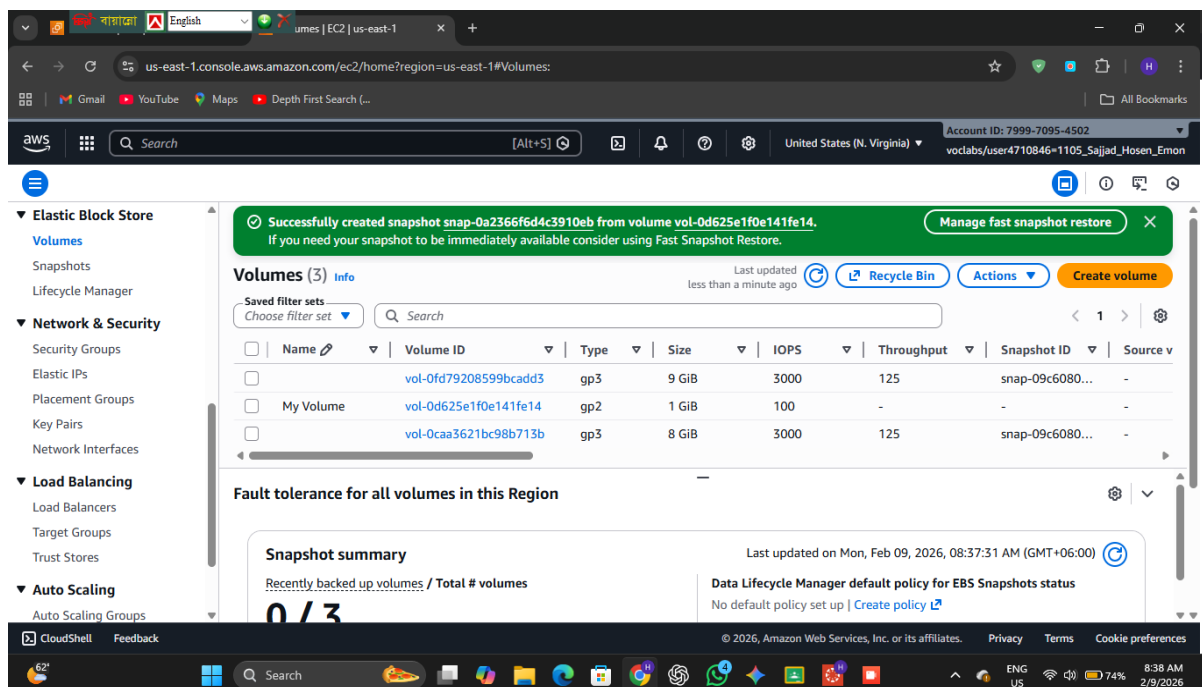 বায়ান্নো English
umes | EC2 | us-east-1
us-east-1.console.aws.amazon.com/ec2/home?region=us-east-1#Volumes:
Gmail YouTube Maps Depth First Search (... All Bookmarks
aws Search [Alt+S] United States (N. Virginia) Account ID: 7999-7095-4502
voclabs/user4710846=1105_Sajjad_Hosen_Emon
Elastic Block Store
Volumes
Snapshots
Lifecycle Manager
Network & Security
Security Groups
Elastic IPs
Placement Groups
Key Pairs
Network Interfaces
Load Balancing
Load Balancers
Target Groups
Trust Stores
Auto Scaling
Auto Scaling Groups
Successfully created snapshot snap-0a2366f6d4c3910eb from volume vol-0d625e1f0e141fe14.
If you need your snapshot to be immediately available consider using Fast Snapshot Restore.
Manage fast snapshot restore
Volumes (3) Info
Last updated
less than a minute ago
Recycle Bin Actions Create volume
Saved filter sets
Choose filter set Search 1
Name Volume ID Type Size IOPS Throughput Snapshot ID Source v
vol-0fd79208599bcadd3 gp3 9 GiB 3000 125 snap-09c6080... -
My Volume vol-0d625e1f0e141fe14 gp2 1 GiB 100 - - -
vol-0caa3621bc98b713b gp3 8 GiB 3000 125 snap-09c6080... -
Fault tolerance for all volumes in this Region
Snapshot summary
Last updated on Mon, Feb 09, 2026, 08:37:31 AM (GMT+06:00)
Recently backed up volumes / Total # volumes
0 / 3
Data Lifecycle Manager default policy for EBS Snapshots status
No default policy set up | Create policy
CloudShell Feedback © 2026, Amazon Web Services, Inc. or its affiliates. Privacy Terms Cookie preferences
62° Search 4 ENG US 74% 8:38 AM
2/9/2026